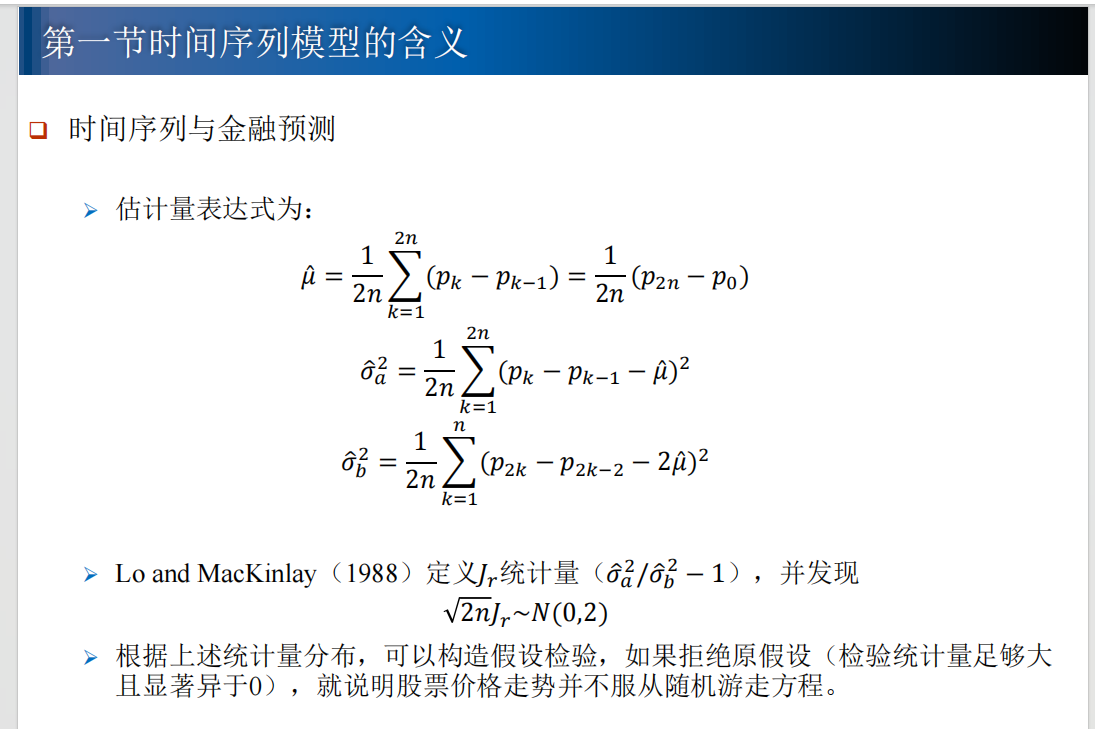 第一节时间序列模型的含义
❑ 时间序列与金融预测
➢ 估计量表达式为：
$\hat{\mu} = \frac{1}{2n}\sum_{k=1}^{2n}(p_k - p_{k-1}) = \frac{1}{2n}(p_{2n} - p_0)$
$\hat{\sigma}_a^2 = \frac{1}{2n}\sum_{k=1}^{2n}(p_k - p_{k-1} - \hat{\mu})^2$
$\hat{\sigma}_b^2 = \frac{1}{2n}\sum_{k=1}^{n}(p_{2k} - p_{2k-2} - 2\hat{\mu})^2$
➢ Lo and MacKinlay（1988）定义$J_r$统计量（$\hat{\sigma}_a^2/\hat{\sigma}_b^2 - 1$），并发现
$\sqrt{2n}J_r \sim N(0,2)$
➢ 根据上述统计量分布，可以构造假设检验，如果拒绝原假设（检验统计量足够大
且显著异于0），就说明股票价格走势并不服从随机游走方程。